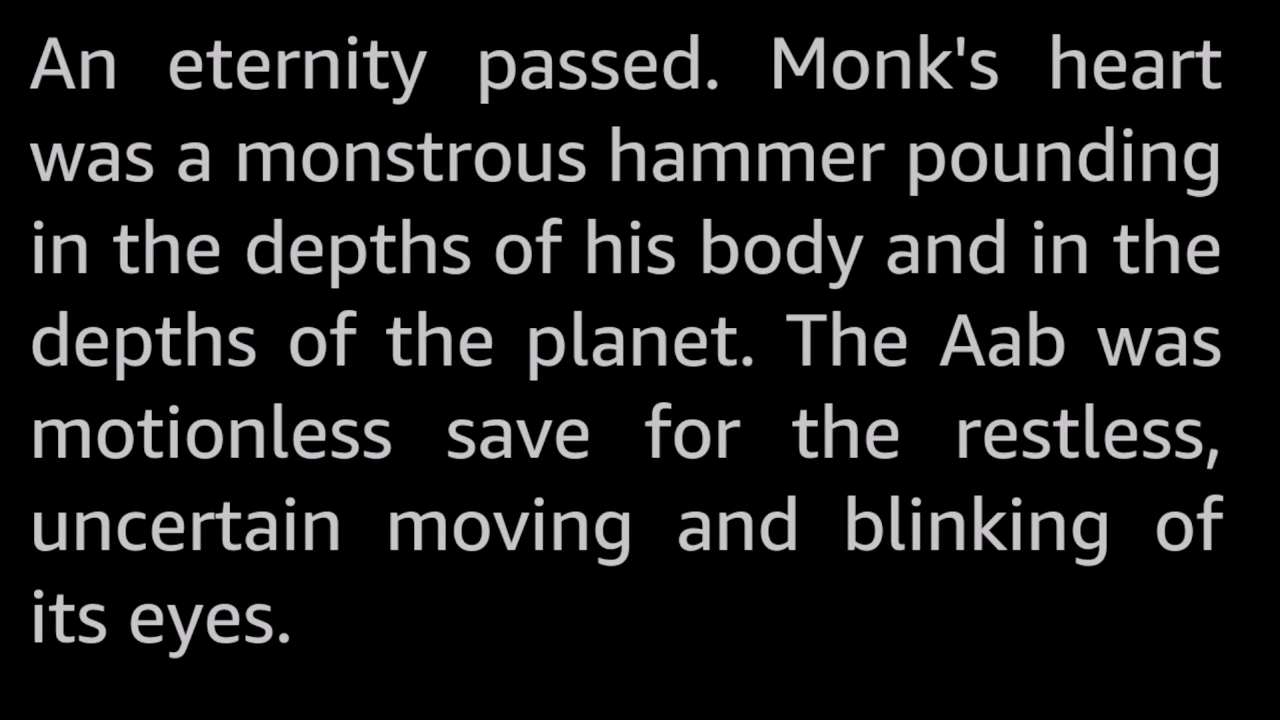 An eternity passed. Monk's heart
was a monstrous hammer pounding
in the depths of his body and in the
depths of the planet. The Aab was
motionless save for the restless,
uncertain moving and blinking of
its eyes.